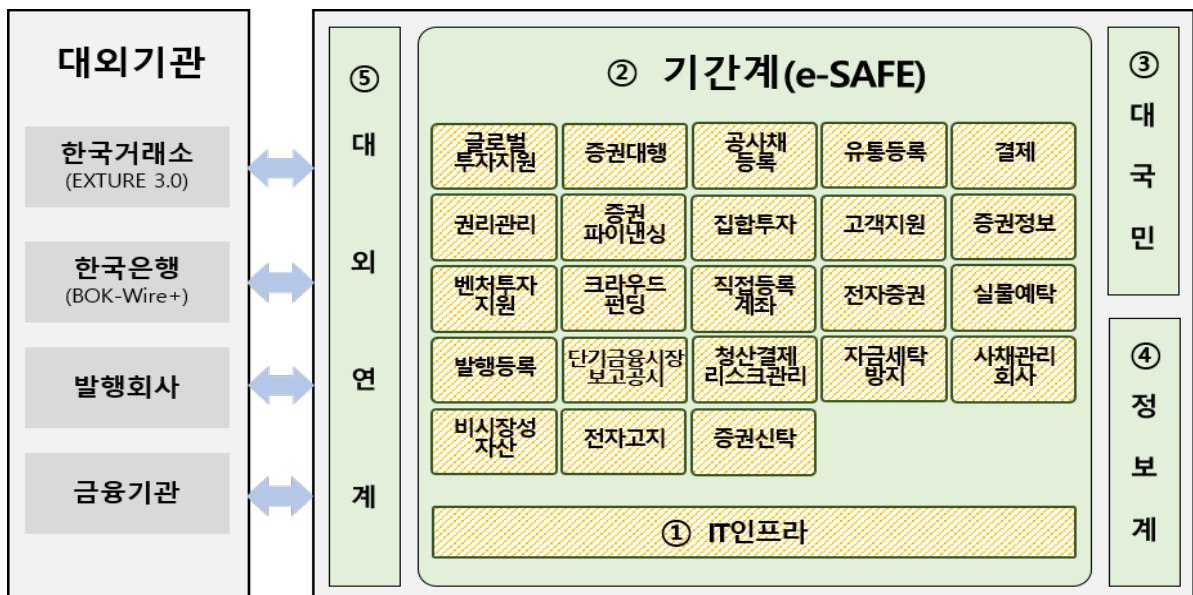 대외기관
한국거래소
(EXTURE 3.0)
한국은행
(BOK-Wire+)
발행회사
금융기관
⑤
대
외
연
계
② 기간계(e-SAFE)
글로벌
투자지원
증권대행
공사채
등록
유통등록
결제
권리관리
증권
파이낸싱
집합투자
고객지원
증권정보
벤처투자
지원
크라우드
펀딩
직접등록
계좌
전자증권
실물예탁
발행등록
단기금융시장
보고공시
청산결제
리스크관리
자금세탁
방지
사채관리
회사
비시장성
자산
전자고지
증권신탁
① IT인프라
③
대
국
민
④
정
보
계